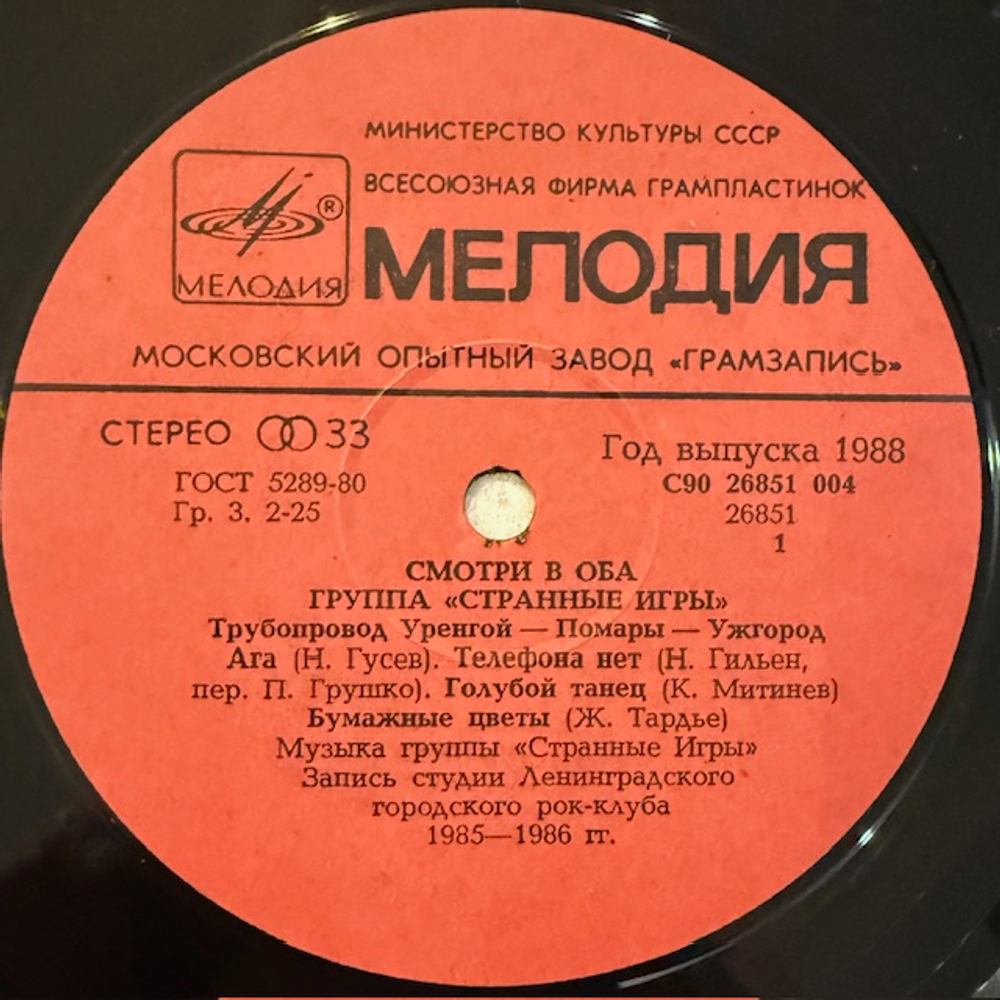 МИНИСТЕРСТВО КУЛЬТУРЫ СССР
ВСЕСОЮЗНАЯ ФИРМА ГРАМПЛАСТИНОК
®
МЕЛОДИЯ
МЕЛОДИЯ
МОСКОВСКИЙ ОПЫТНЫЙ ЗАВОД «ГРАМЗАПИСЬ»
СТЕРЕО 33
ГОСТ 5289-80
Гр. 3. 2-25
Год выпуска 1988
С90 26851 004
26851
1
СМОТРИ В ОБА
ГРУППА «СТРАННЫЕ ИГРЫ»
Трубопровод Уренгой — Помары — Ужгород
Ага (Н. Гусев). Телефона нет (Н. Гильен,
пер. П. Грушко). Голубой танец (К. Митинев)
Бумажные цветы (Ж. Тардье)
Музыка группы «Странные Игры»
Запись студии Ленинградского
городского рок-клуба
1985—1986 гг.